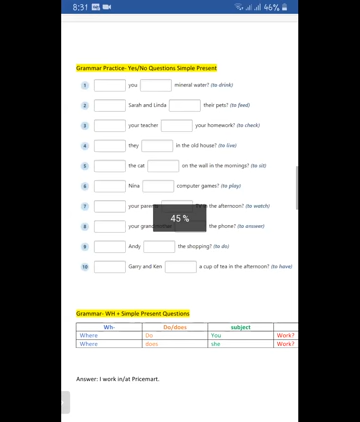 8:31 46%
Grammar Practice- Yes/No Questions Simple Present
1 you mineral water? (to drink)
2 Sarah and Linda their pets? (to feed)
3 your teacher your homework? (to check)
4 they in the old house? (to live)
5 the cat on the wall in the mornings? (to sit)
6 Nina computer games? (to play)
7 your parents in the afternoon? (to watch)
8 your the phone? (to answer)
9 Andy the shopping? (to do)
10 Garry and Ken a cup of tea in the afternoon? (to have)
45 %
Grammar- WH + Simple Present Questions
Wh- Do/does subject
Where Do You Work?
Where does she Work?
Answer: I work in/at Pricemart.